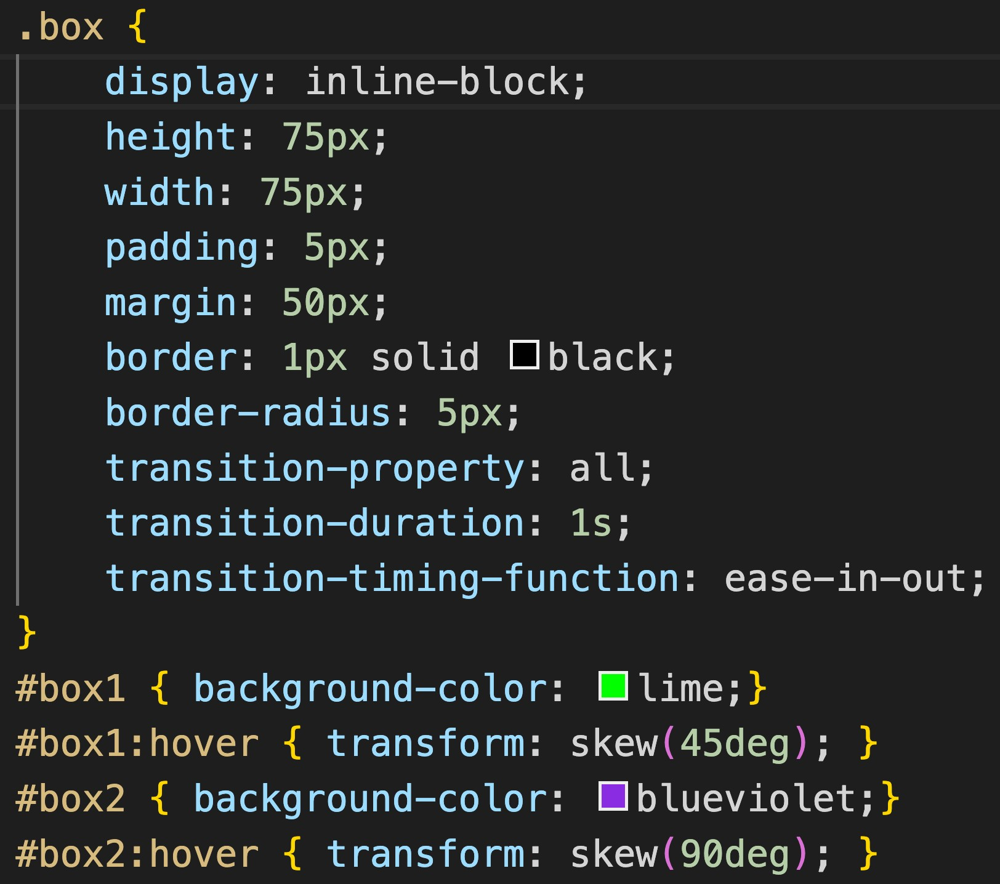 .box {
    display: inline-block;
    height: 75px;
    width: 75px;
    padding: 5px;
    margin: 50px;
    border: 1px solid black;
    border-radius: 5px;
    transition-property: all;
    transition-duration: 1s;
    transition-timing-function: ease-in-out;
}
#box1 { background-color: lime;}
#box1:hover { transform: skew(45deg); }
#box2 { background-color: blueviolet;}
#box2:hover { transform: skew(90deg); }